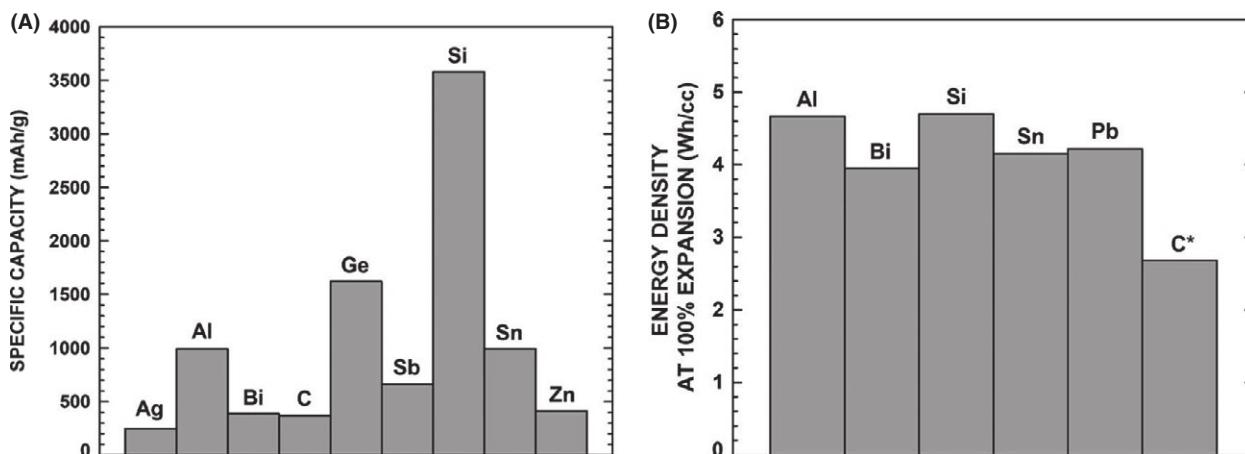 (A)
SPECIFIC CAPACITY (mAh/g)
4000
3500
3000
2500
2000
1500
1000
500
0
Ag
Al
Bi
C
Ge
Sb
Si
Sn
Zn
(B)
ENERGY DENSITY
AT 100% EXPANSION (Wh/cc)
6
5
4
3
2
1
0
Al
Bi
Si
Sn
Pb
C*